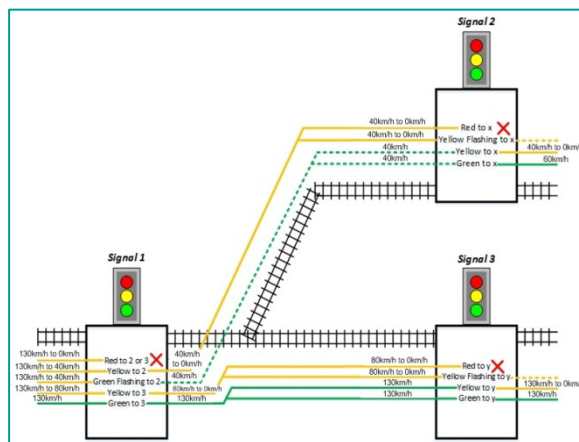 Signal 2
40km/h to 0km/h
Red to x
40km/h to 0km/h
Yellow Flashing to x
40km/h
Yellow to x
40km/h to 0km/h
40km/h
Green to x
60km/h
Signal 1
Signal 3
130km/h to 0km/h
Red to 2 or 3
40km/h
to 0km/h
130km/h to 40km/h
Yellow to 2
130km/h to 40km/h
Green Flashing to 2
40km/h
130km/h to 80km/h
Yellow to 3
80km/h to 0km/h
130km/h
Green to 3
130km/h
80km/h to 0km/h
Red to y
80km/h to 0km/h
Yellow Flashing to y
130km/h
Yellow to y
130km/h to 0km/h
130km/h
Green to y
130km/h